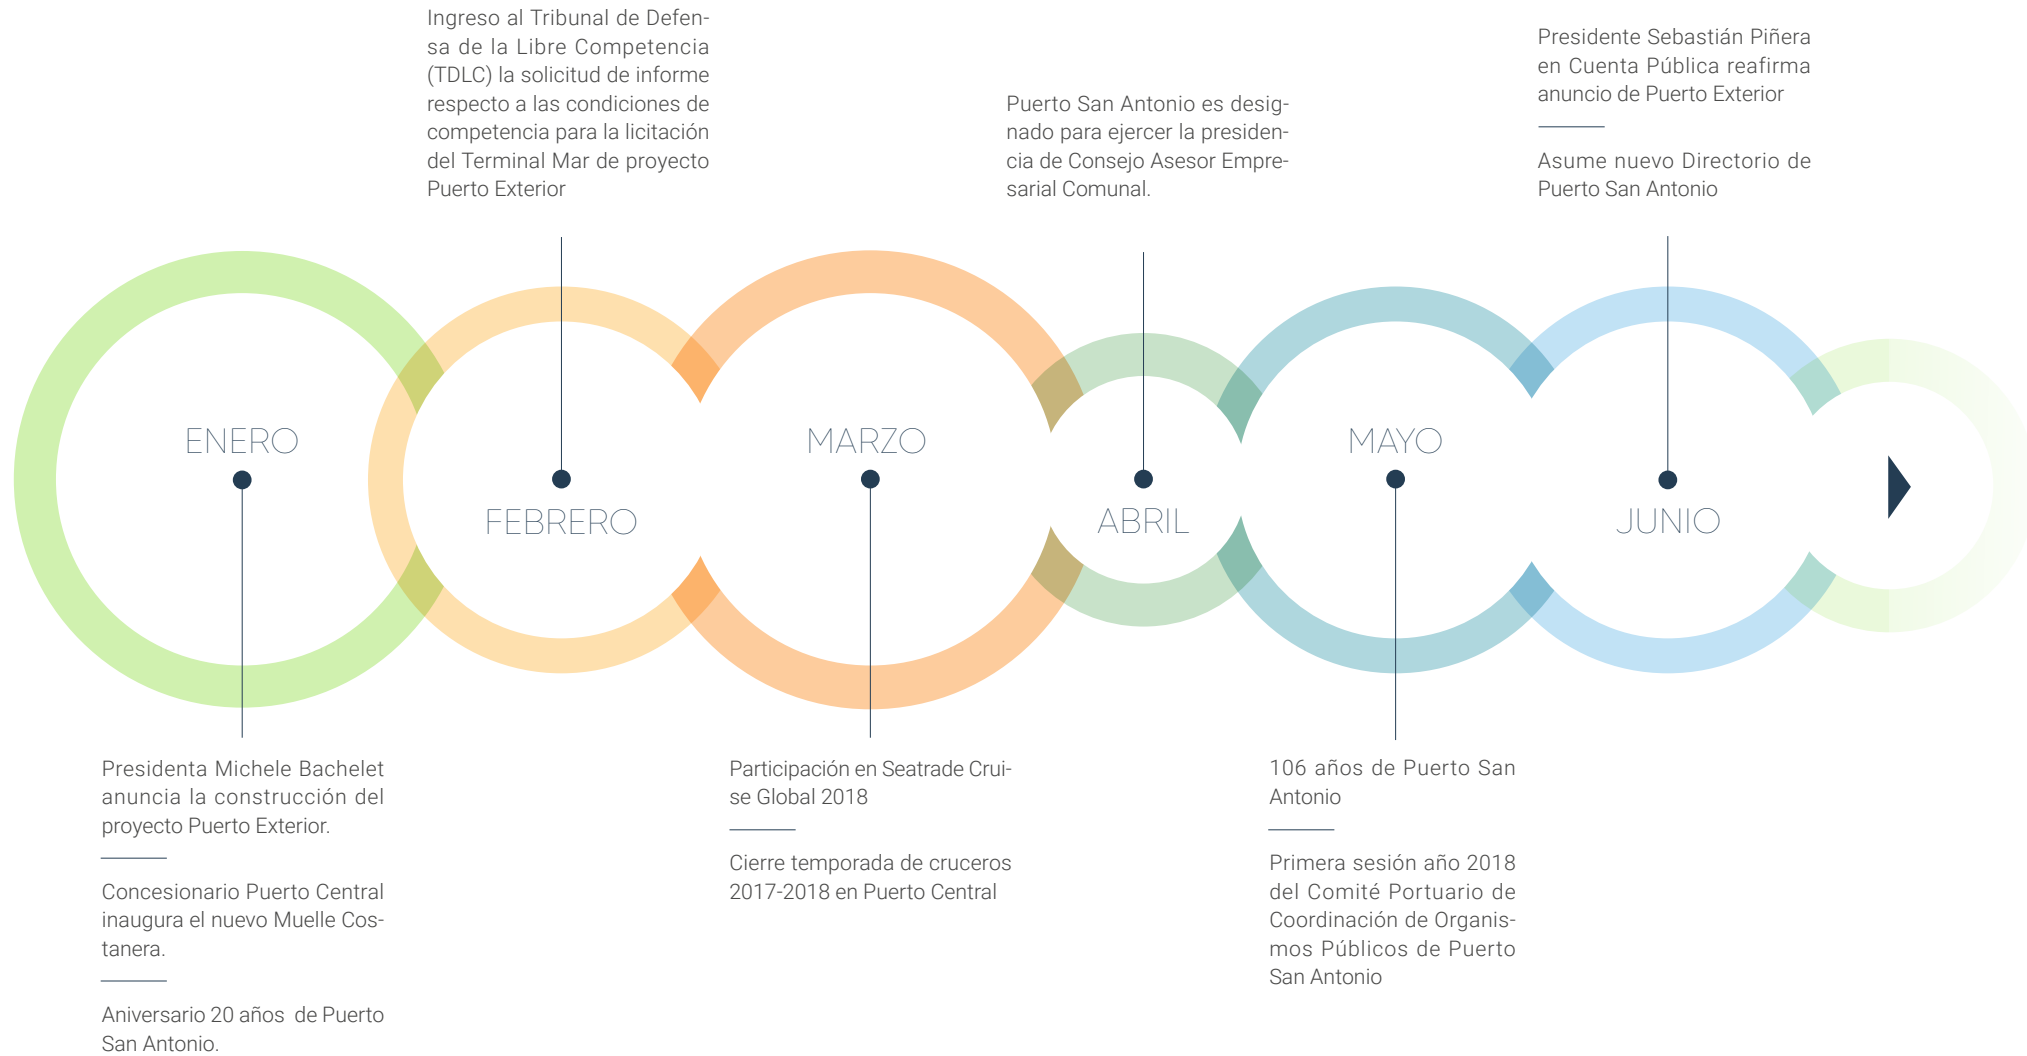 ENERO
Presidenta Michele Bachelet
anuncia la construcción del
proyecto Puerto Exterior.
Concesionario Puerto Central
inaugura el nuevo Muelle Cos-
tanera.
Aniversario 20 años de Puerto
San Antonio.
Ingreso al Tribunal de Defen-
sa de la Libre Competencia
(TDLC) la solicitud de informe
respecto a las condiciones de
competencia para la licitación
del Terminal Mar de proyecto
Puerto Exterior
FEBRERO
MARZO
Participación en Seatrade Crui-
se Global 2018
Cierre temporada de cruceros
2017-2018 en Puerto Central
Puerto San Antonio es desig-
nado para ejercer la presiden-
cia de Consejo Asesor Empre-
sarial Comunal.
ABRIL
MAYO
106 años de Puerto San
Antonio
Primera sesión año 2018
del Comité Portuario de
Coordinación de Organis-
mos Públicos de Puerto
San Antonio
Presidente Sebastián Piñera
en Cuenta Pública reafirma
anuncio de Puerto Exterior
Asume nuevo Directorio de
Puerto San Antonio
JUNIO